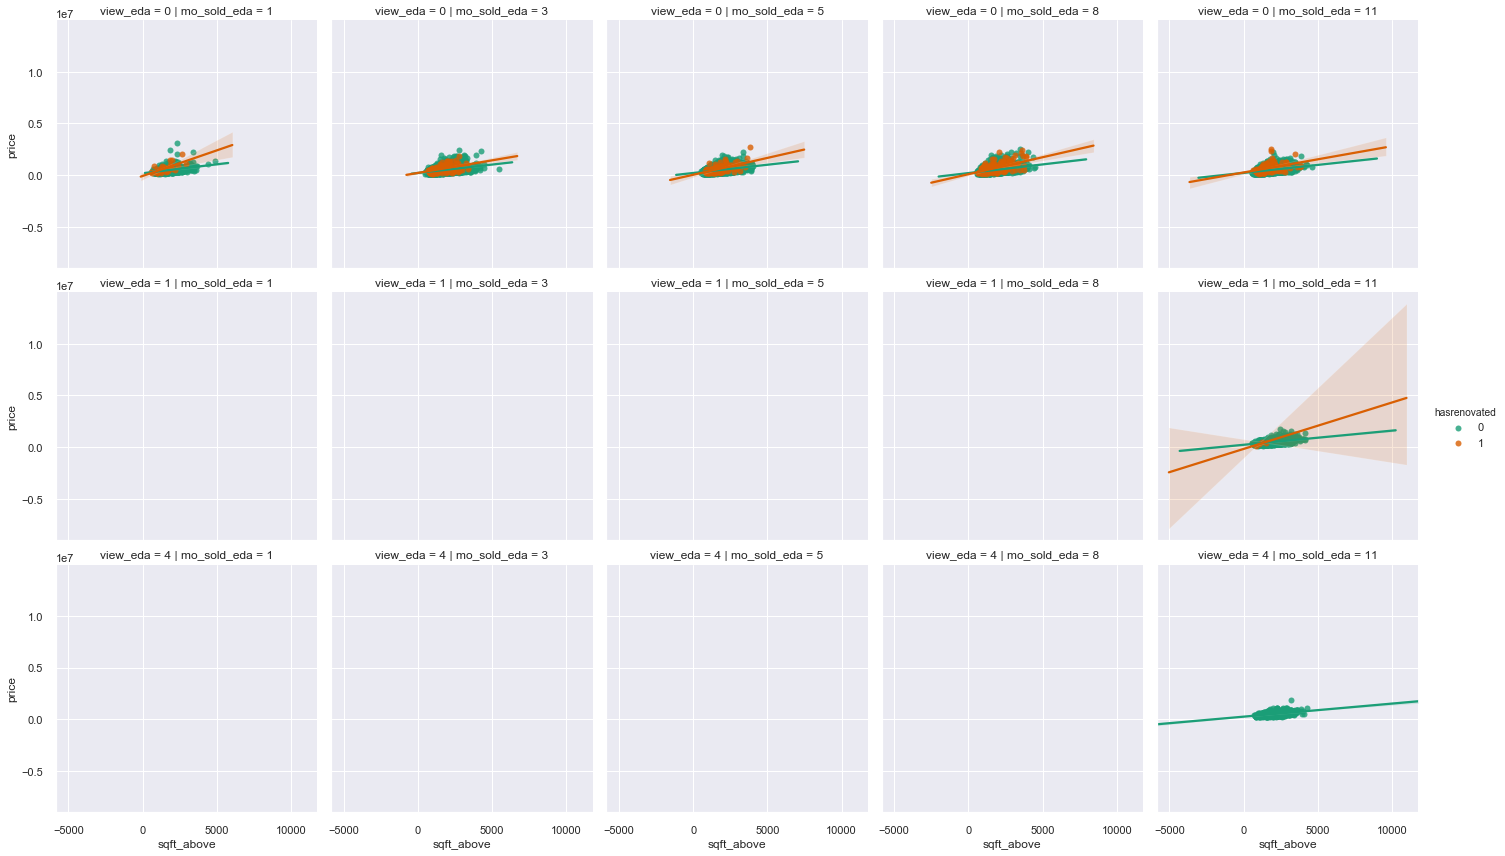 view_eda = 0 | mo_sold_eda = 1
view_eda = 0 | mo_sold_eda = 3
view_eda = 0 | mo_sold_eda = 5
view_eda = 0 | mo_sold_eda = 8
view_eda = 0 | mo_sold_eda = 11
1e7
1.0
0.5
0.0
−0.5
price
view_eda = 1 | mo_sold_eda = 1
view_eda = 1 | mo_sold_eda = 3
view_eda = 1 | mo_sold_eda = 5
view_eda = 1 | mo_sold_eda = 8
view_eda = 1 | mo_sold_eda = 11
1e7
1.0
0.5
0.0
−0.5
price
hasrenovated
0
1
view_eda = 4 | mo_sold_eda = 1
view_eda = 4 | mo_sold_eda = 3
view_eda = 4 | mo_sold_eda = 5
view_eda = 4 | mo_sold_eda = 8
view_eda = 4 | mo_sold_eda = 11
1e7
1.0
0.5
0.0
−0.5
price
−5000 0 5000 10000
−5000 0 5000 10000
−5000 0 5000 10000
−5000 0 5000 10000
−5000 0 5000 10000
sqft_above
sqft_above
sqft_above
sqft_above
sqft_above